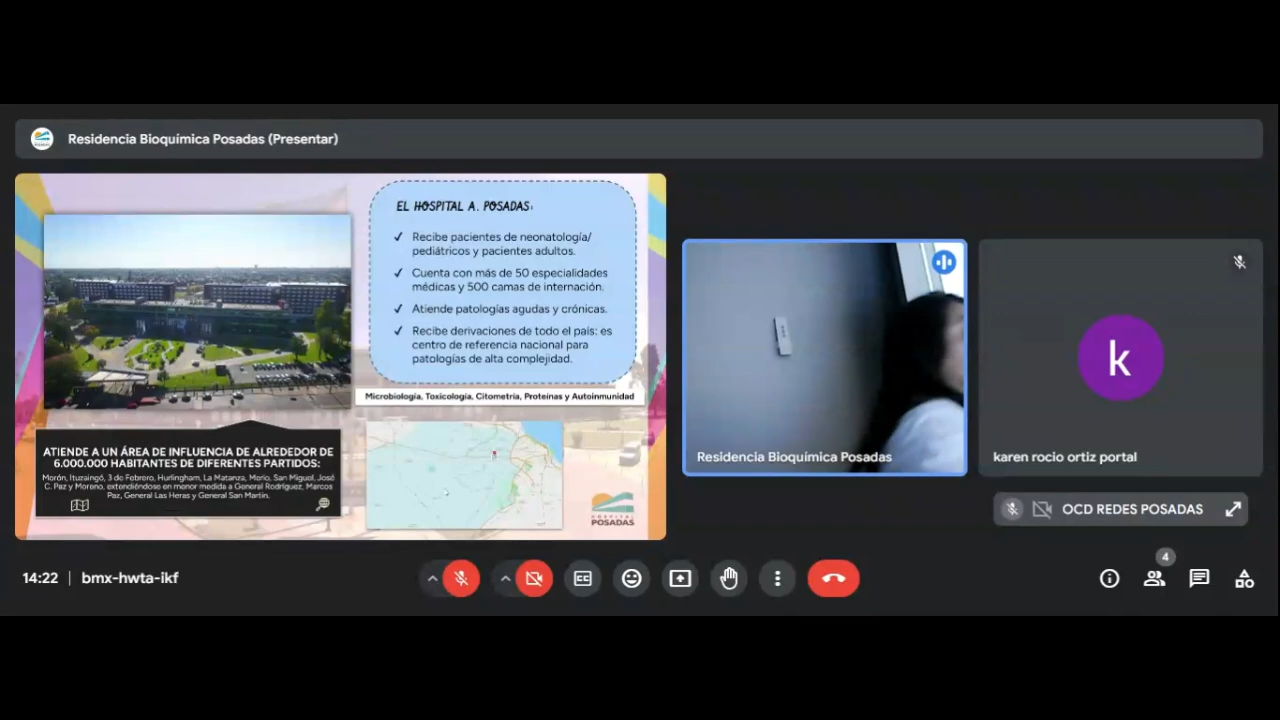 Residencia Bioquímica Posadas (Presentar)
EL HOSPITAL A. POSADAS:
✓ Recibe pacientes de neonatología/
pediátricos y pacientes adultos.
✓ Cuenta con más de 50 especialidades
médicas y 500 camas de internación.
✓ Atiende patologías agudas y crónicas.
✓ Recibe derivaciones de todo el país: es
centro de referencia nacional para
patologías de alta complejidad.
Microbiología, Toxicología, Citometría, Proteínas y Autoinmunidad
ATIENDE A UN ÁREA DE INFLUENCIA DE ALREDEDOR DE
6.000.000 HABITANTES DE DIFERENTES PARTIDOS:
Morón, Ituzaingó, 3 de Febrero, Hurlingham, La Matanza, Merlo, San Miguel, José
C. Paz y Moreno, extendiéndose en menor medida a General Rodríguez, Marcos
Paz, General Las Heras y General San Martín.
HOSPITAL
POSADAS
Residencia Bioquímica Posadas
k
karen rocio ortiz portal
OCD REDES POSADAS
14:22 | bmx-hwta-ikf
4